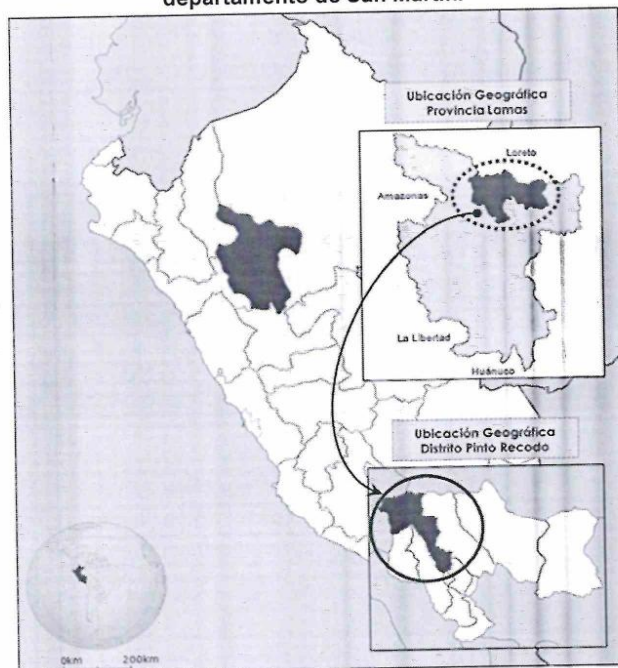 departamento de San Martín.
Ubicación Geográfica
Provincia Lamas
Loreto
Amazonas
La Libertad
Huánuco
Ubicación Geográfica
Distrito Pinto Recodo
0km 200km